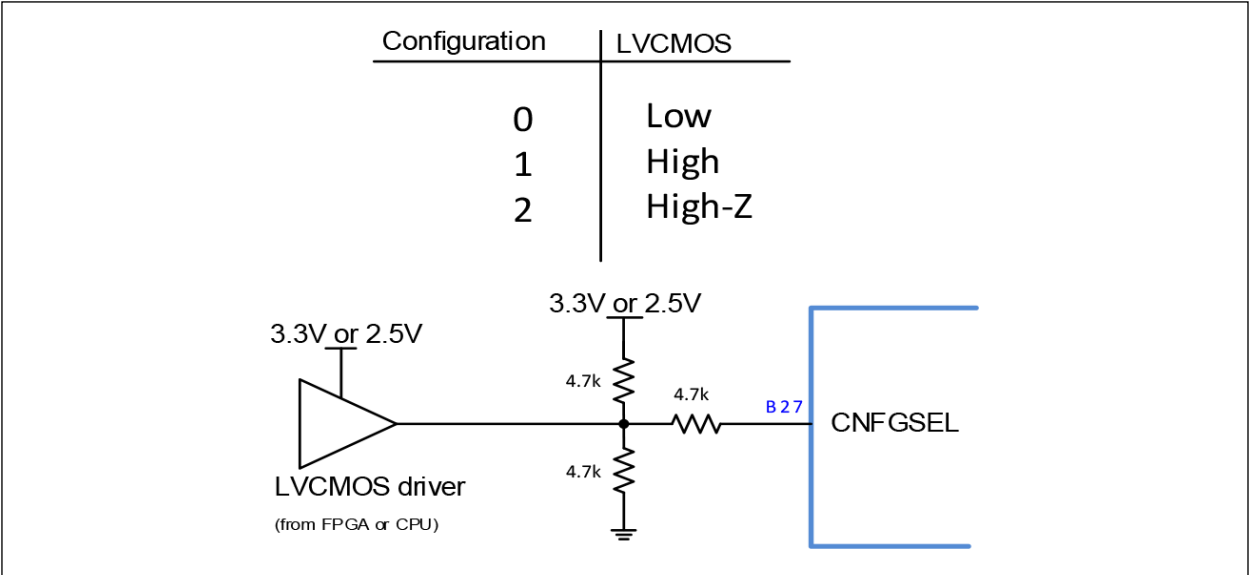 Configuration LVCMOS
0 Low
1 High
2 High-Z
3.3V or 2.5V
3.3V or 2.5V
4.7k
4.7k
B27
CNFGSEL
4.7k
LVCMOS driver
(from FPGA or CPU)